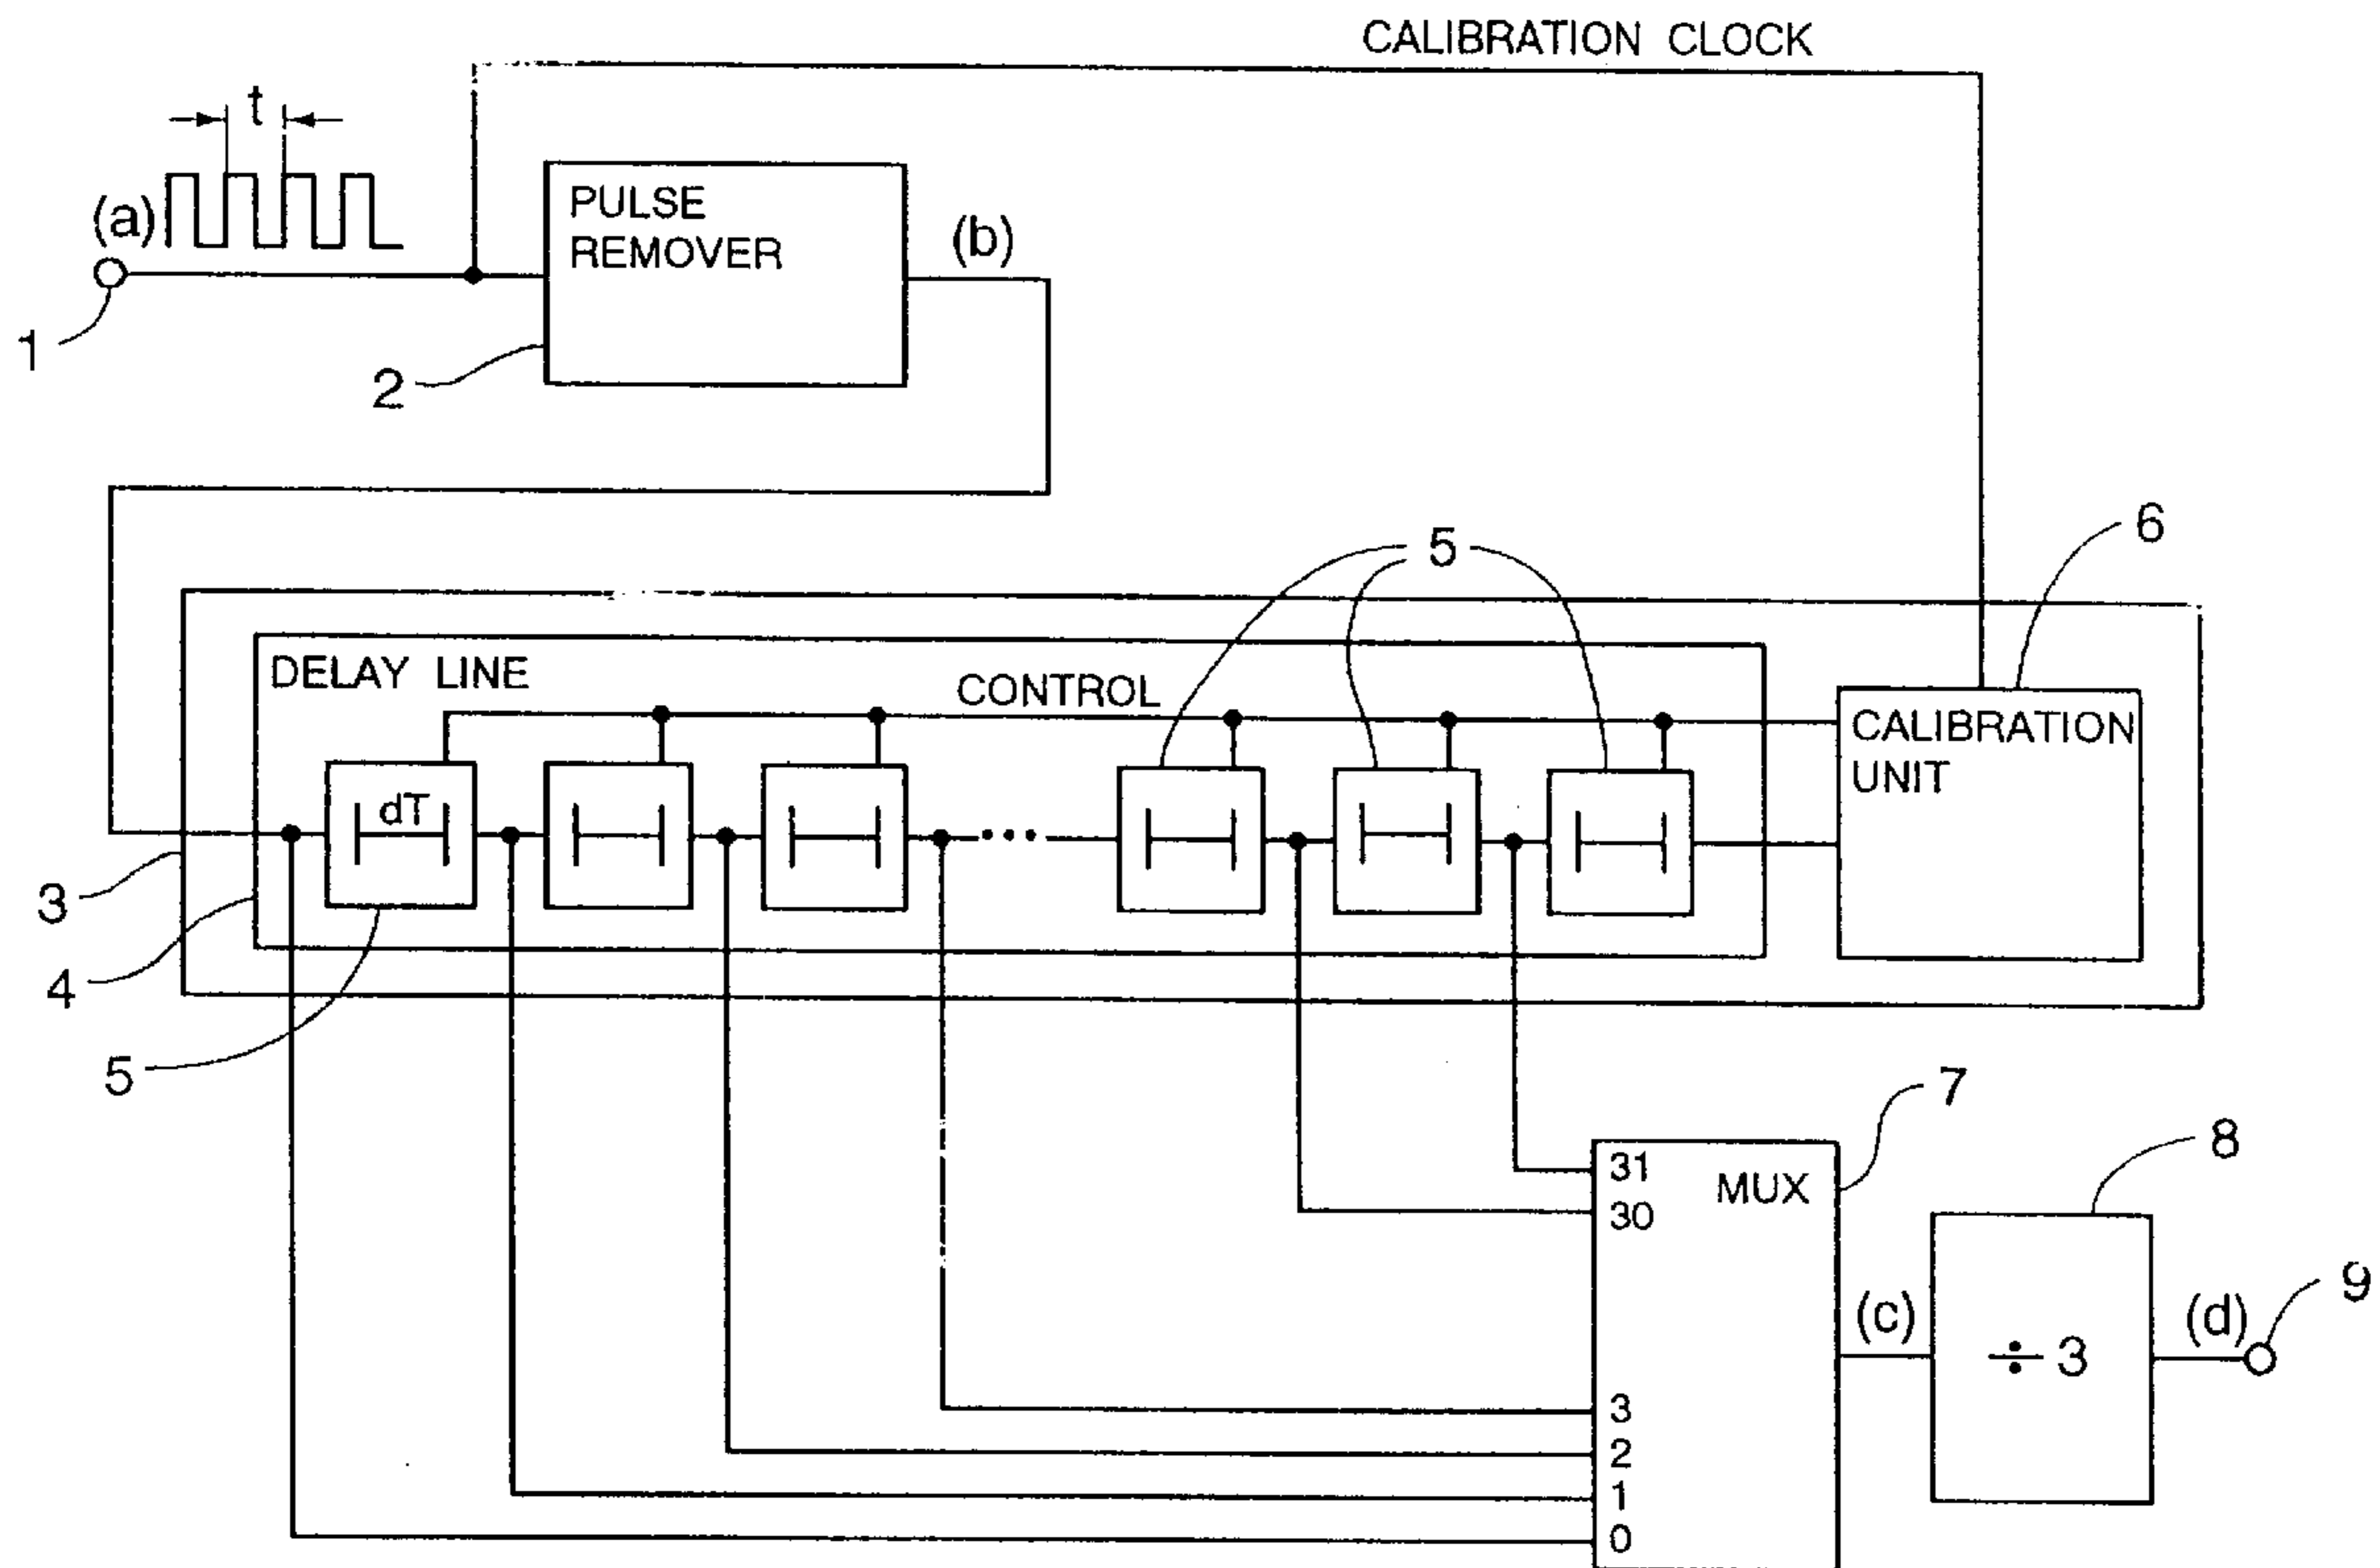 CALIBRATION CLOCK
t
(a)
PULSE
REMOVER
(b)
1
2
5
6
DELAY LINE
CONTROL
CALIBRATION
UNIT
dT
3
4
5
7
8
31
MUX
30
9
(c)
(d)
÷ 3
3
2
1
0